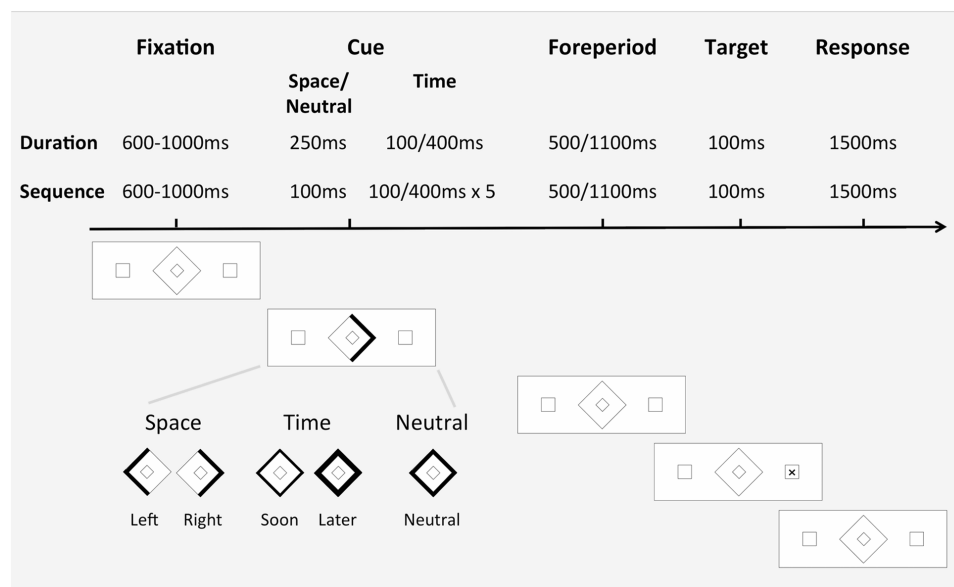 Fixation Cue Foreperiod Target Response
Space/ Time
Neutral
Duration 600-1000ms 250ms 100/400ms 500/1100ms 100ms 1500ms
Sequence 600-1000ms 100ms 100/400ms x 5 500/1100ms 100ms 1500ms
Space Time Neutral
×
Left Right Soon Later Neutral